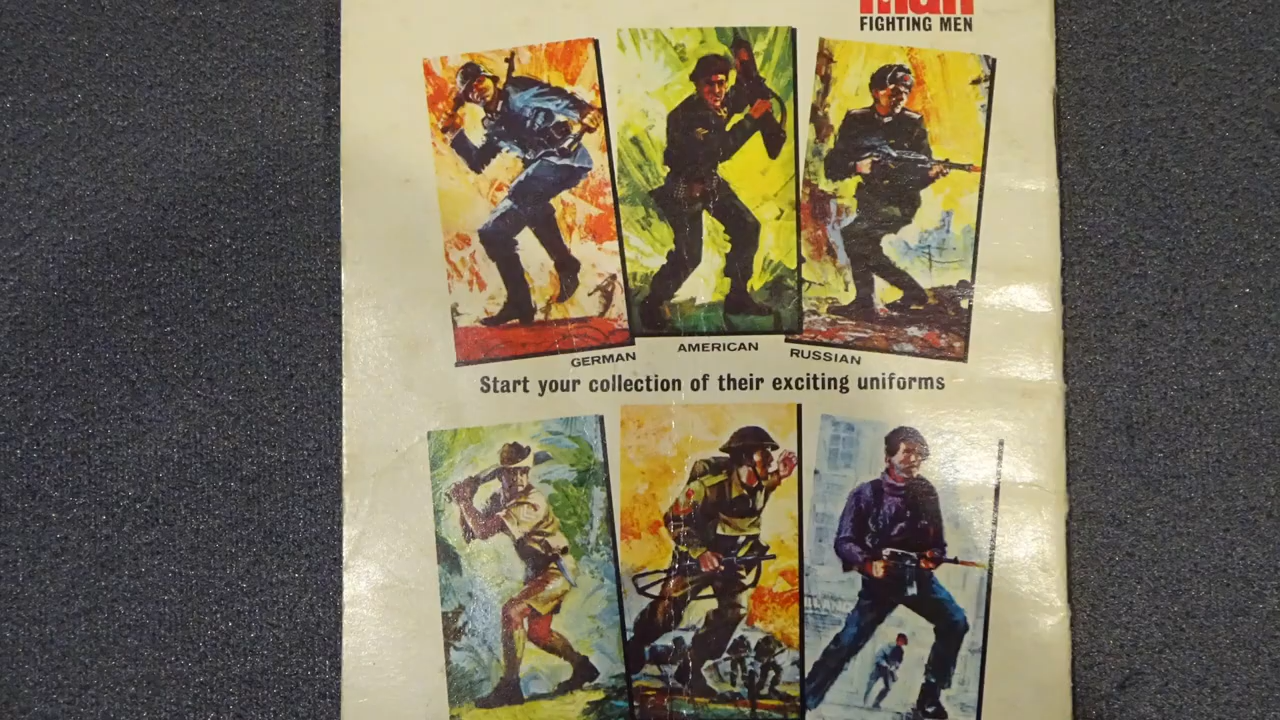 FIGHTING MEN
GERMAN
AMERICAN
RUSSIAN
Start your collection of their exciting uniforms